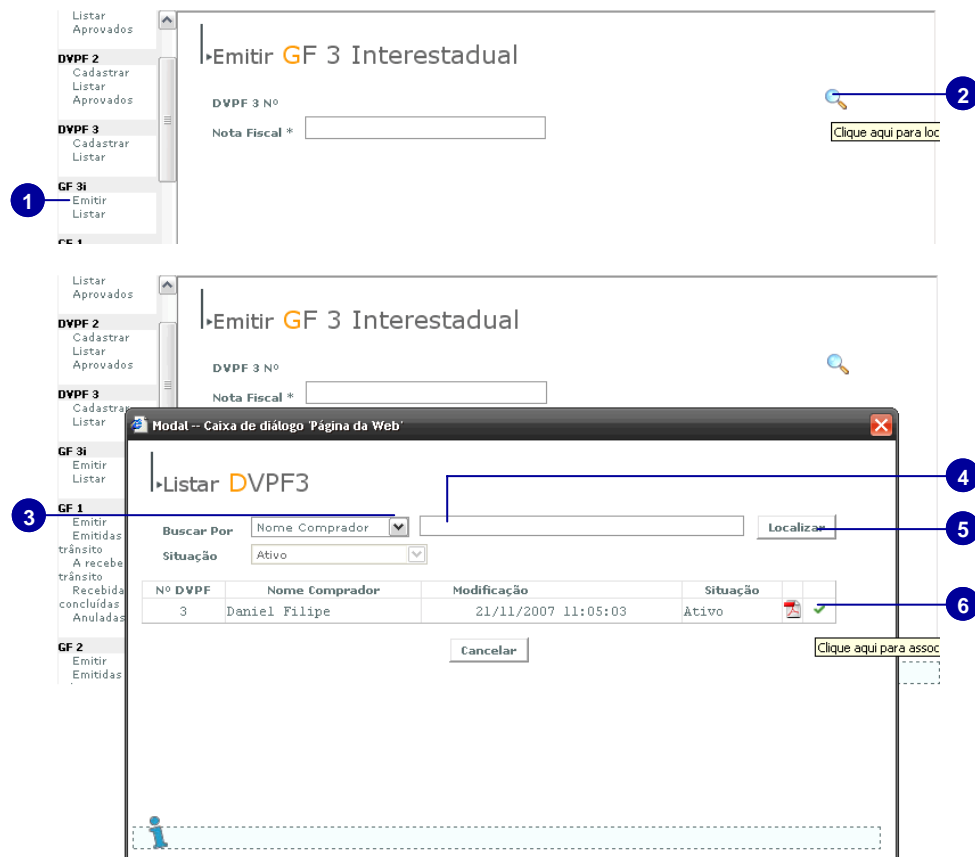 Listar
Aprovados
DVPF 2
Cadastrar
Listar
Aprovados
DVPF 3
Cadastrar
Listar
GF 3i
1
Emitir
Listar
GF 1
Emitir GF 3 Interestadual
DVPF 3 Nº
2
Nota Fiscal *
Clique aqui para loc
Listar
Aprovados
DVPF 2
Cadastrar
Listar
Aprovados
DVPF 3
Cadastrar
Listar
GF 3i
Emitir
Listar
GF 1
Emitir
Emitidas
trânsito
A recebe
trânsito
Recebida
concluídas
Anuladas
GF 2
Emitir
Emitidas
Emitir GF 3 Interestadual
DVPF 3 Nº
Nota Fiscal *
Modal -- Caixa de diálogo 'Página da Web'
Listar DVPF3
4
3
Buscar Por Nome Comprador Localizar
5
Situação Ativo
Nº DVPF Nome Comprador Modificação Situação
3 Daniel Filipe 21/11/2007 11:05:03 Ativo
6
Cancelar
Clique aqui para assoc